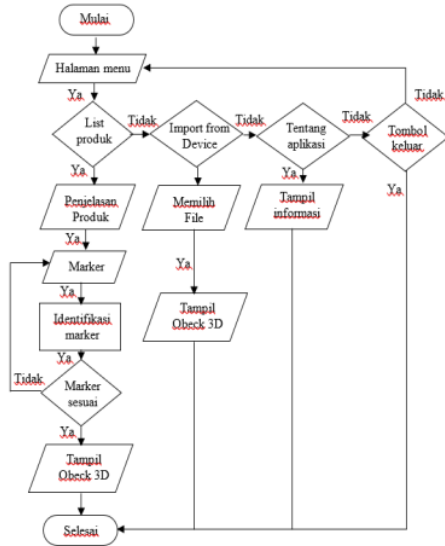 Mulai
Halaman menu
Ya
Tidak
List
produk
Tidak
Import from
Device
Tidak
Tentang
aplikasi
Tidak
Tombol
keluar
Ya
Ya
Ya
Penjelasan
Produk
Memilih
File
Tampil
informasi
Ya
Marker
Ya
Ya
Identifikasi
marker
Tampil
Obeck 3D
Ya
Tidak
Marker
sesuai
Ya
Tampil
Obeck 3D
Selesai